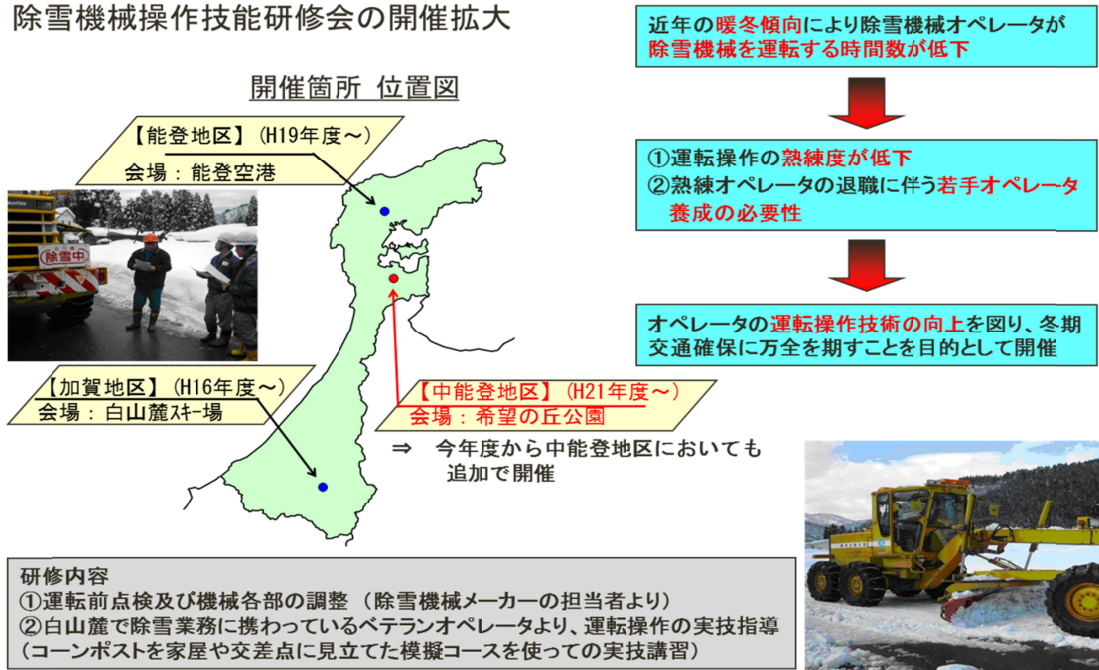 除雪機械操作技能研修会の開催拡大
開催箇所 位置図
【能登地区】（H19年度～）
会場：能登空港
除雪中
【加賀地区】（H16年度～）
会場：白山麓ｽｷｰ場
【中能登地区】（H21年度～）
会場：希望の丘公園
⇒ 今年度から中能登地区においても
追加で開催
近年の暖冬傾向により除雪機械オペレータが
除雪機械を運転する時間数が低下
①運転操作の熟練度が低下
②熟練オペレータの退職に伴う若手オペレータ
養成の必要性
オペレータの運転操作技術の向上を図り、冬期
交通確保に万全を期すことを目的として開催
研修内容
①運転前点検及び機械各部の調整（除雪機械メーカーの担当者より）
②白山麓で除雪業務に携わっているベテランオペレータより、運転操作の実技指導
（コーンポストを家屋や交差点に見立てた模擬コースを使っての実技講習）